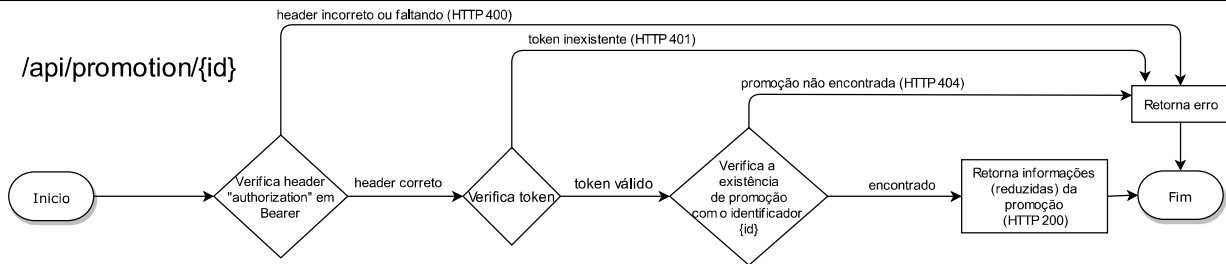 header incorreto ou faltando (HTTP 400)
token inexistente (HTTP 401)
/api/promotion/{id}
promoção não encontrada (HTTP 404)
Retorna erro
Inicio
Verifica header
"authorization" em
Bearer
header correto
Verifica token
token válido
Verifica a
existência
de promoção
com o identificador
{id}
encontrado
Retorna informações
(reduzidas) da
promoção
(HTTP 200)
Fim